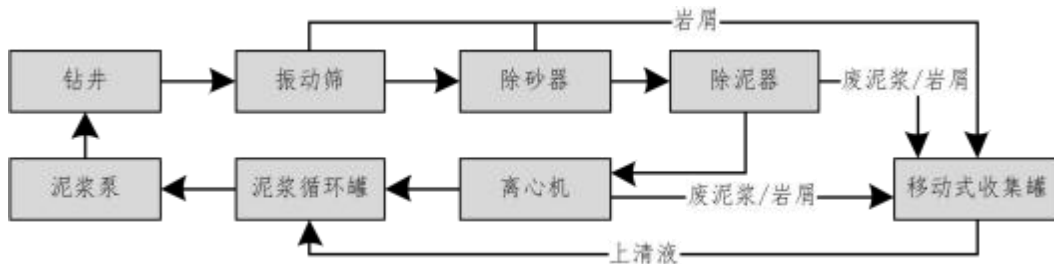 岩屑
钻井
振动筛
除砂器
除泥器
废泥浆/岩屑
泥浆泵
泥浆循环罐
离心机
废泥浆/岩屑
移动式收集罐
上清液